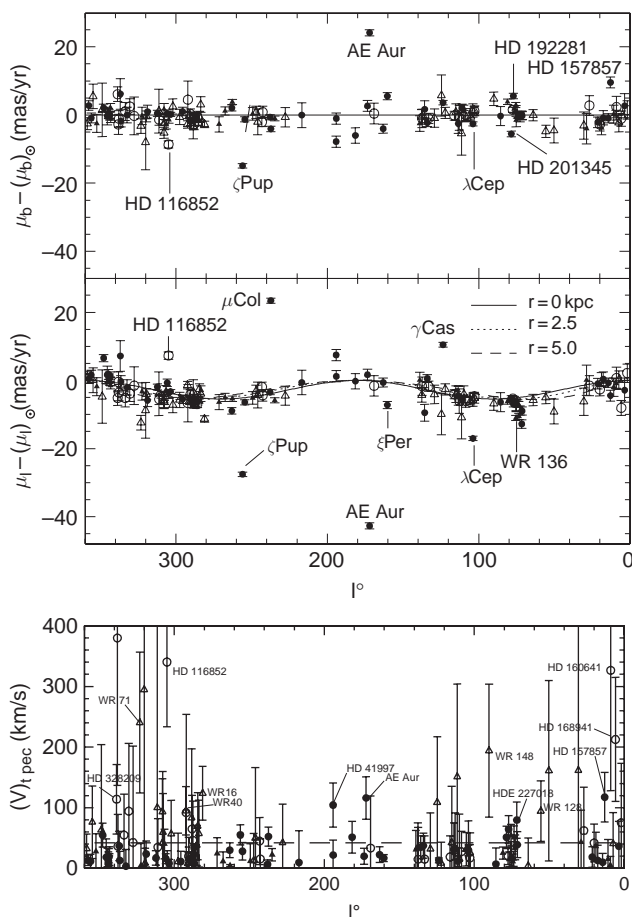 20
AE Aur
HD 192281
HD 157857
0
−20
HD 116852
ζPup
λCep
HD 201345
−40
μb − (μb)⊙ (mas/yr)
20
μCol
HD 116852
γCas
r = 0 kpc
r = 2.5
r = 5.0
0
−20
ζPup
ξPer
λCep
WR 136
−40
AE Aur
μl − (μl)⊙ (mas/yr)
300 200 100 0
l°
400
HD 116852
HD 160641
300
WR 71
HD 168941
200
HD 328209
WR16
WR40
HD 41997
AE Aur
WR 148
HD 157857
HDE 227018
WR 128
100
0
(V)t pec (km/s)
300 200 100 0
l°